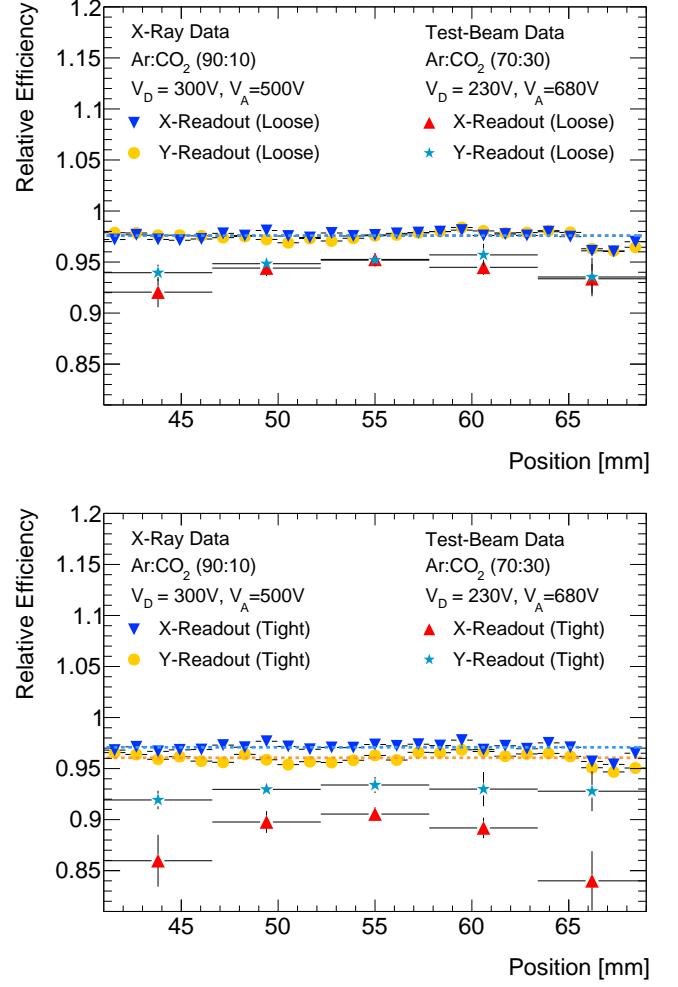 Relative Efficiency
1.2
1.15
1.1
1.05
1
0.95
0.9
0.85
X-Ray Data
Ar:CO2 (90:10)
VD = 300V, VA=500V
X-Readout (Loose)
Y-Readout (Loose)
Test-Beam Data
Ar:CO2 (70:30)
VD = 230V, VA=680V
X-Readout (Loose)
Y-Readout (Loose)
45 50 55 60 65
Position [mm]
Relative Efficiency
1.2
1.15
1.1
1.05
1
0.95
0.9
0.85
X-Ray Data
Ar:CO2 (90:10)
VD = 300V, VA=500V
X-Readout (Tight)
Y-Readout (Tight)
Test-Beam Data
Ar:CO2 (70:30)
VD = 230V, VA=680V
X-Readout (Tight)
Y-Readout (Tight)
45 50 55 60 65
Position [mm]